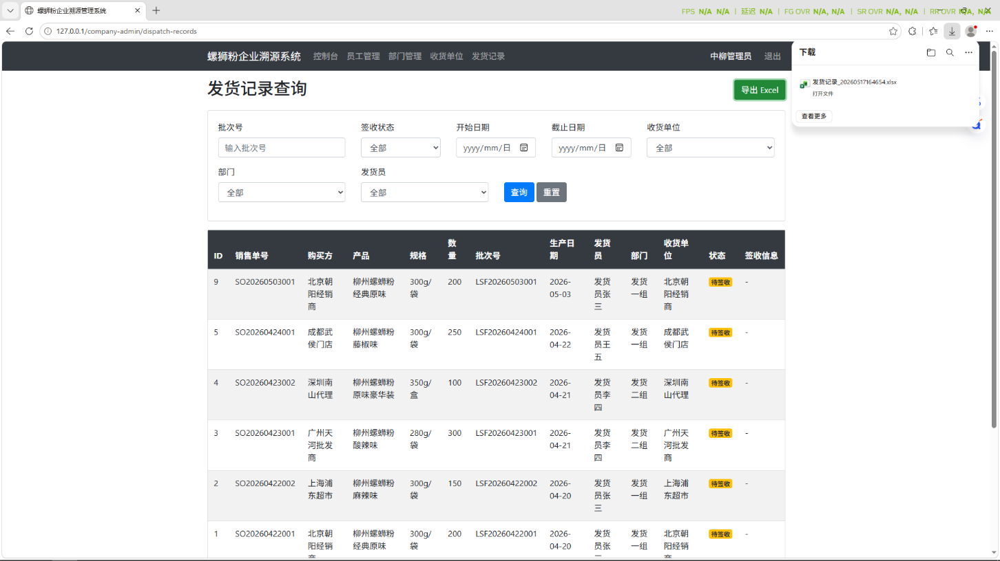 螺蛳粉企业溯源管理系统
FPS N/A N/A | 延迟 N/A | FG OVR N/A, N/A | SR OVR N/A, N/A | RR OVR N/A, N/A
127.0.0.1/company-admin/dispatch-records
螺狮粉企业溯源系统 控制台 员工管理 部门管理 收货单位 发货记录 中柳管理员 退出
下载
发货记录_20260517164654.xlsx
打开文件
查看更多
发货记录查询 导出 Excel
批次号 签收状态 开始日期 截止日期 收货单位
输入批次号 全部 yyyy/mm/日 yyyy/mm/日 全部
部门 发货员
全部 全部 查询 重置
数 生产日 发货 收货单
ID 销售单号 购买方 产品 规格 量 批次号 期 员 部门 位 状态 签收信息
9 SO20260503001 北京朝 柳州螺蛳粉 300g/ 200 LSF20260503001 2026- 发货 发货 北京朝 待签收 -
阳经销 经典原味 袋 05-03 员张 一组 阳经销
商 三 商
5 SO20260424001 成都武 柳州螺蛳粉 300g/ 250 LSF20260424001 2026- 发货 发货 成都武 待签收 -
侯门店 藤椒味 袋 04-22 员王 一组 侯门店
五
4 SO20260423002 深圳南 柳州螺蛳粉 350g/ 100 LSF20260423002 2026- 发货 发货 深圳南 待签收 -
山代理 原味豪华装 盒 04-21 员李 二组 山代理
四
3 SO20260423001 广州天 柳州螺蛳粉 280g/ 300 LSF20260423001 2026- 发货 发货 广州天 待签收 -
河批发 酸辣味 袋 04-21 员李 二组 河批发
商 四 商
2 SO20260422002 上海浦 柳州螺蛳粉 300g/ 150 LSF20260422002 2026- 发货 发货 上海浦 待签收 -
东超市 麻辣味 袋 04-20 员张 一组 东超市
三
1 SO20260422001 北京朝 柳州螺蛳粉 300g/ 200 LSF20260422001 2026- 发货 发货 北京朝 待签收 -
阳经销 经典原味 袋 04-20 员张 一组 阳经销